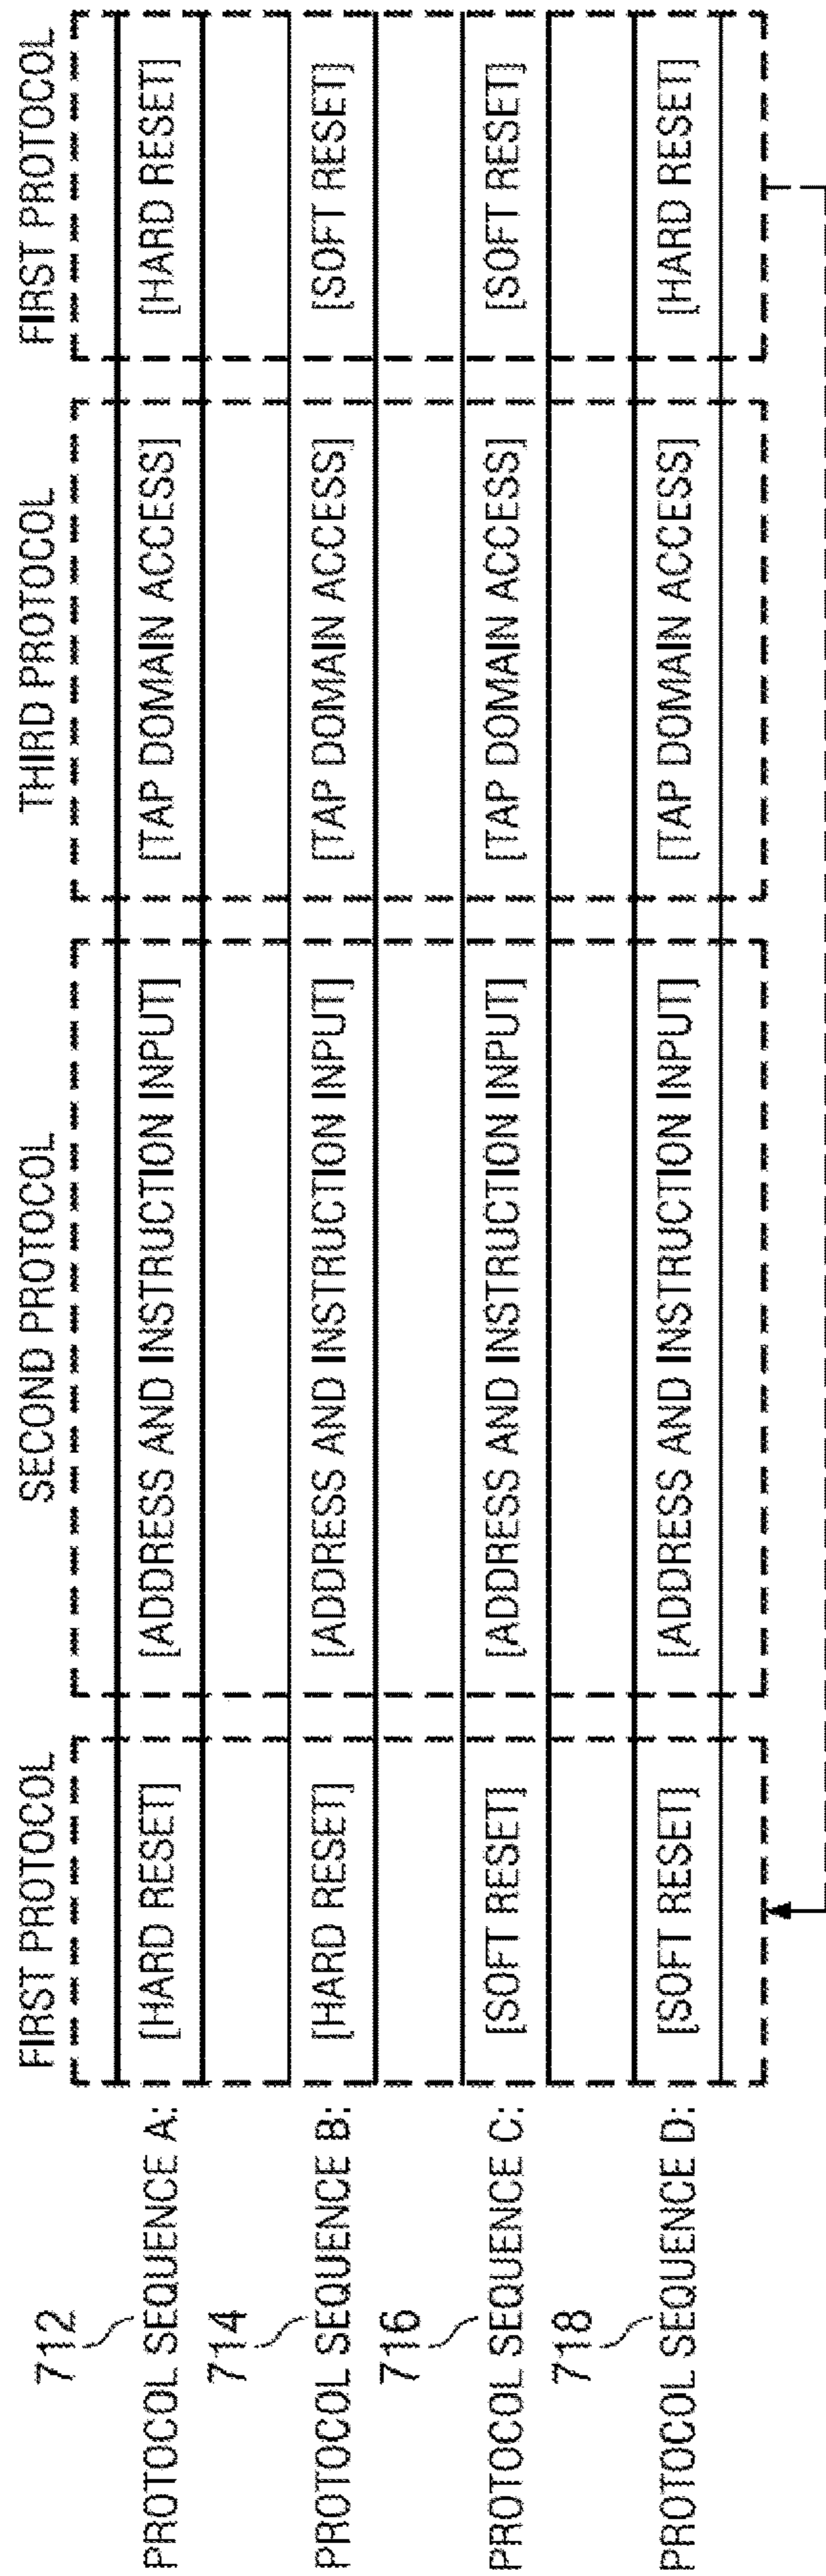 FIRST PROTOCOL SECOND PROTOCOL THIRD PROTOCOL FIRST PROTOCOL
712
PROTOCOL SEQUENCE A: [HARD RESET] [ADDRESS AND INSTRUCTION INPUT] [TAP DOMAIN ACCESS] [HARD RESET]
714
PROTOCOL SEQUENCE B: [HARD RESET] [ADDRESS AND INSTRUCTION INPUT] [TAP DOMAIN ACCESS] [SOFT RESET]
716
PROTOCOL SEQUENCE C: [SOFT RESET] [ADDRESS AND INSTRUCTION INPUT] [TAP DOMAIN ACCESS] [SOFT RESET]
718
PROTOCOL SEQUENCE D: [SOFT RESET] [ADDRESS AND INSTRUCTION INPUT] [TAP DOMAIN ACCESS] [HARD RESET]